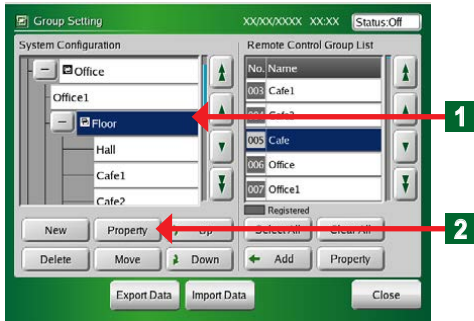 Group Setting XX/XX/XXXX XX:XX Status:Off
System Configuration
Office
Office1
Floor
Hall
Cafe1
Cafe2
Remote Control Group List
No. Name
003 Cafe1
005 Cafe
006 Office
007 Office1
Registered
1
2
New Property Up
Delete Move Down
Select All Clear All
Add Property
Export Data Import Data Close